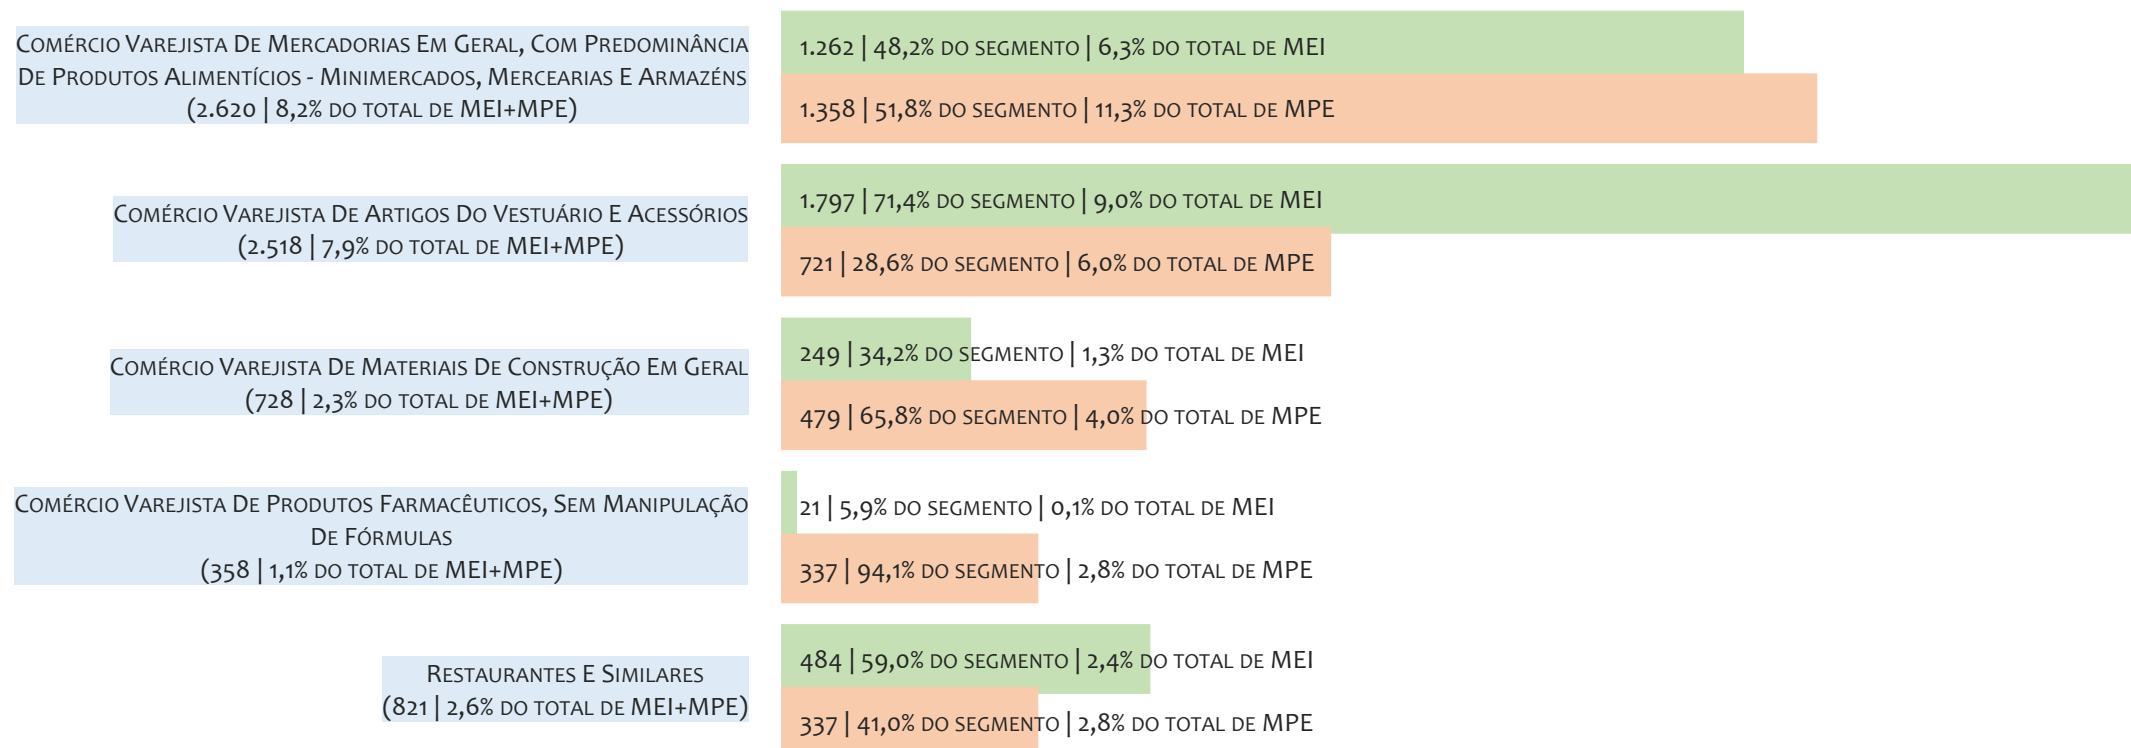 Comércio Varejista De Mercadorias Em Geral, Com Predominância
De Produtos Alimentícios - Minimercados, Mercearias E Armazéns
(2.620 | 8,2% do total de MEI+MPE)
1.262 | 48,2% do segmento | 6,3% do total de MEI
1.358 | 51,8% do segmento | 11,3% do total de MPE
Comércio Varejista De Artigos Do Vestuário E Acessórios
(2.518 | 7,9% do total de MEI+MPE)
1.797 | 71,4% do segmento | 9,0% do total de MEI
721 | 28,6% do segmento | 6,0% do total de MPE
Comércio Varejista De Materiais De Construção Em Geral
(728 | 2,3% do total de MEI+MPE)
249 | 34,2% do segmento | 1,3% do total de MEI
479 | 65,8% do segmento | 4,0% do total de MPE
Comércio Varejista De Produtos Farmacêuticos, Sem Manipulação
De Fórmulas
(358 | 1,1% do total de MEI+MPE)
21 | 5,9% do segmento | 0,1% do total de MEI
337 | 94,1% do segmento | 2,8% do total de MPE
Restaurantes E Similares
(821 | 2,6% do total de MEI+MPE)
484 | 59,0% do segmento | 2,4% do total de MEI
337 | 41,0% do segmento | 2,8% do total de MPE